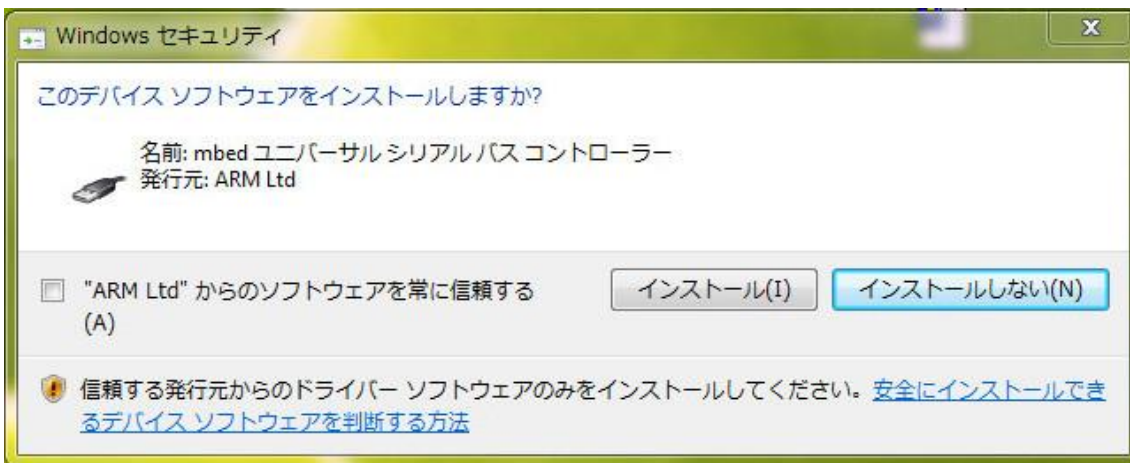 Windows セキュリティ
このデバイス ソフトウェアをインストールしますか?
名前: mbed ユニバーサル シリアル バス コントローラー
発行元: ARM Ltd
"ARM Ltd" からのソフトウェアを常に信頼する
(A)
インストール(I)
インストールしない(N)
信頼する発行元からのドライバー ソフトウェアのみをインストールしてください。安全にインストールでき
るデバイス ソフトウェアを判断する方法